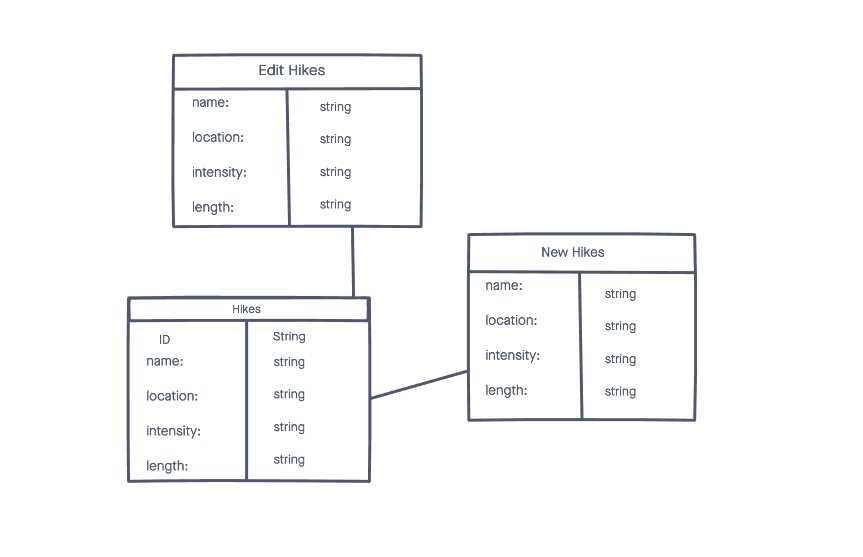 Edit Hikes
name: string
location: string
intensity: string
length: string
New Hikes
name: string
location: string
intensity: string
length: string
Hikes
ID String
name: string
location: string
intensity: string
length: string